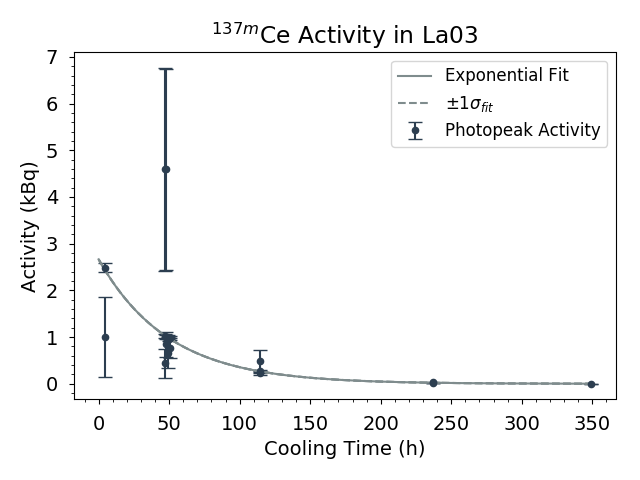 ¹³⁷ᵐCe Activity in La03
Exponential Fit
±1σ_fit
Photopeak Activity
Activity (kBq)
7
6
5
4
3
2
1
0
0 50 100 150 200 250 300 350
Cooling Time (h)